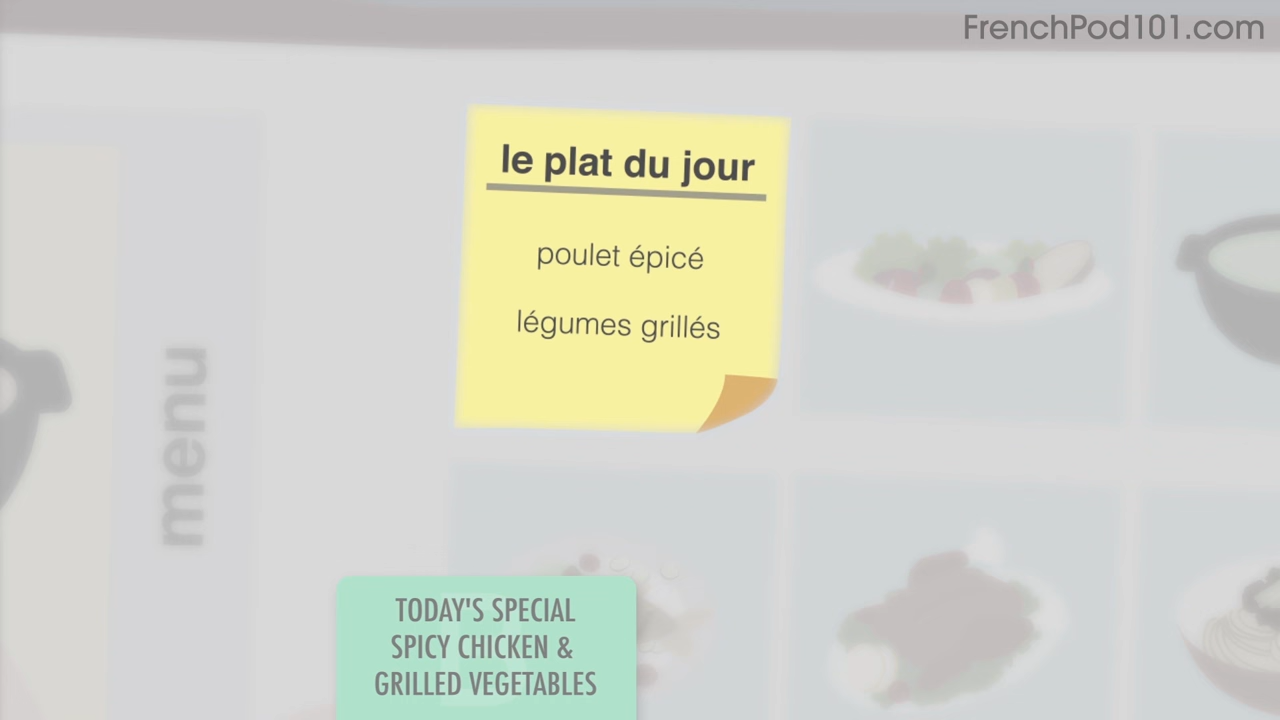 FrenchPod101.com
le plat du jour
poulet épicé
légumes grillés
menu
TODAY'S SPECIAL
SPICY CHICKEN &
GRILLED VEGETABLES